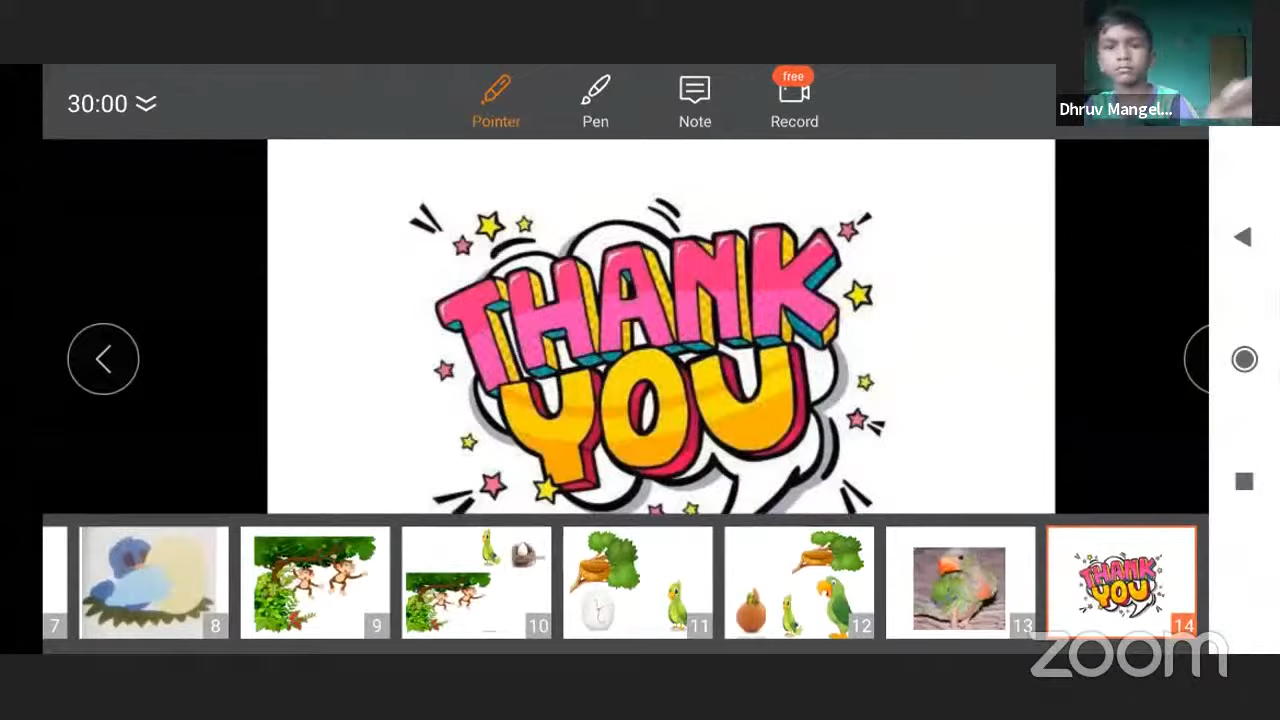 30:00
Pointer
Pen
Note
free
Record
Dhruv Mangel...
THANK
YOU
7
8
9
10
11
12
13
THANK
YOU
14
zoom